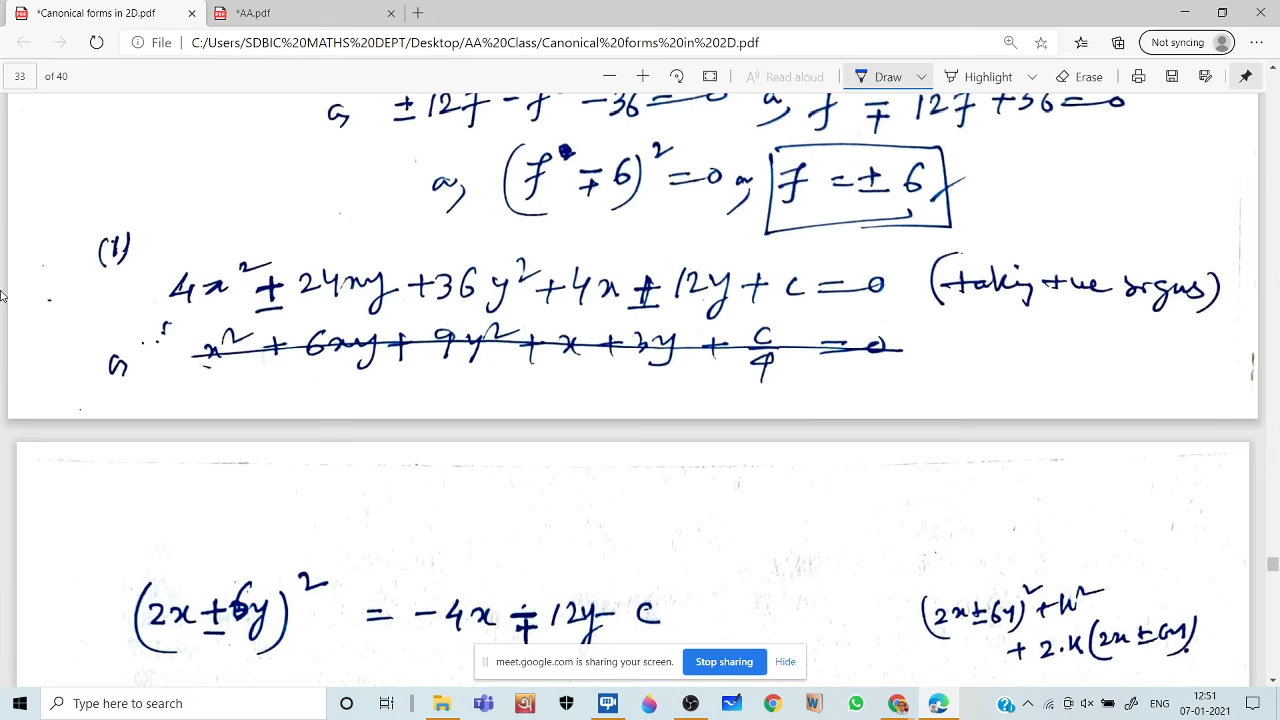 *Canonical forms in 2D.pdf
*AA.pdf
File C:/Users/SDBIC%20MATHS%20DEPT/Desktop/AA%20Class/Canonical%20forms%20in%202D.pdf
Not syncing
33 of 40
Read aloud
Draw
Highlight
Erase
± 12f - f - 36 = 0
f ∓ 12f + 36 = 0
(f ∓ 6)² = 0
f = ± 6
(1)
4x² ± 24xy + 36y² + 4x ± 12y + c = 0 (taking +ve signs)
x² + 6xy + 9y² + x + 3y + c/4 = 0
(2x ± 6y)² = -4x ∓ 12y - c
(2x ± 6y)² + k²
+ 2.k(2x ± 6y)
meet.google.com is sharing your screen.
Stop sharing
Hide
Type here to search
ENG
12:51
07-01-2021